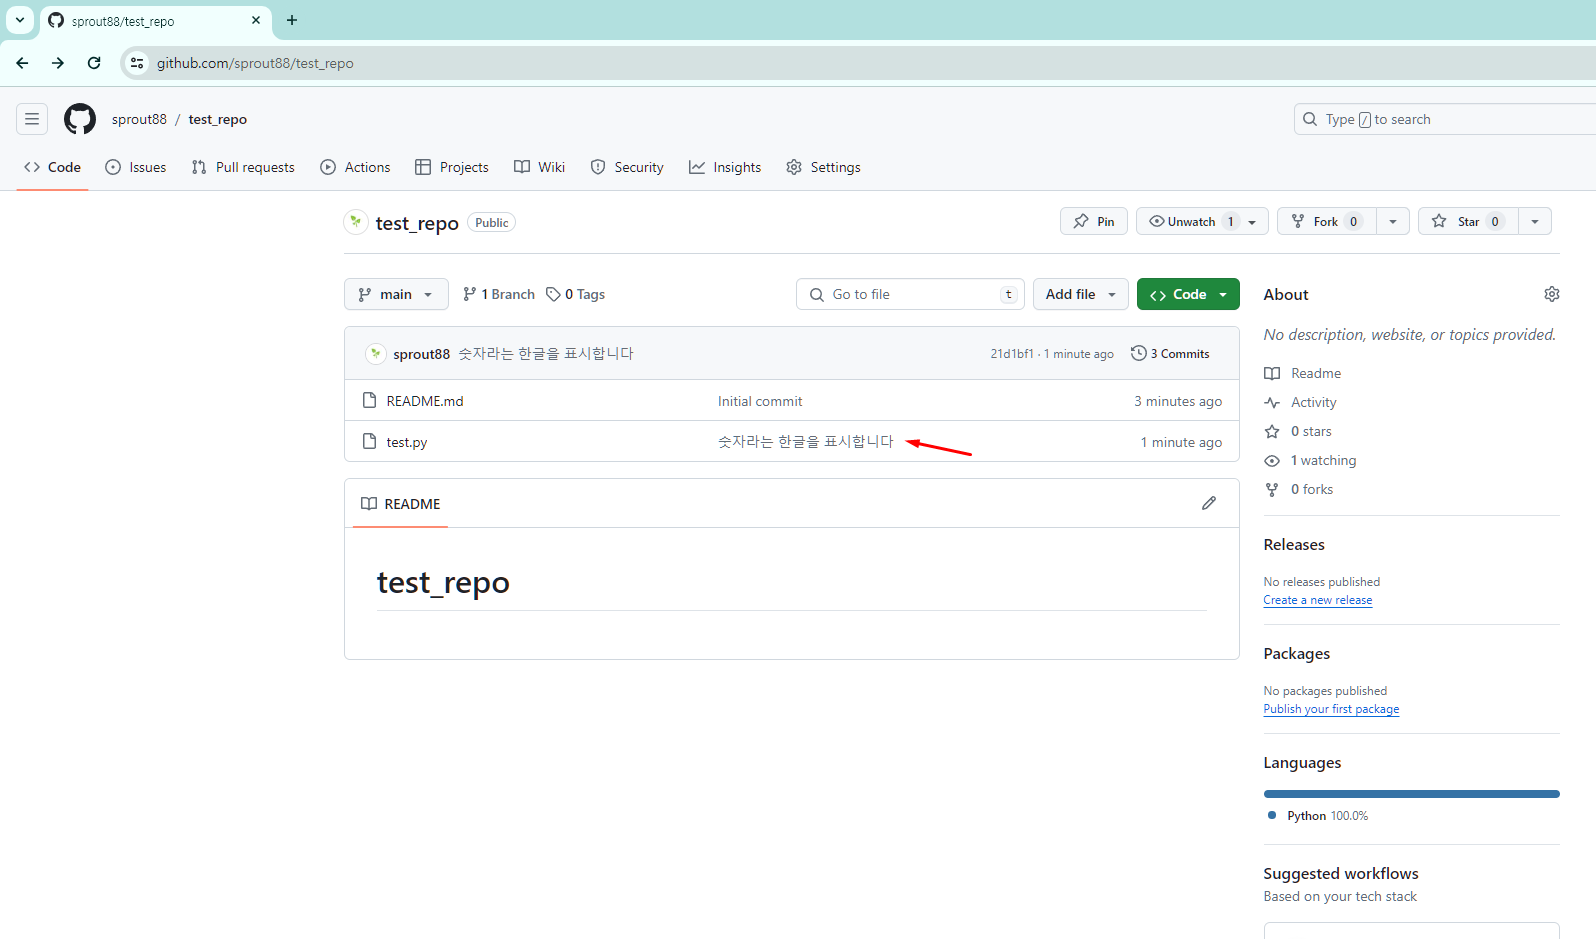 sprout88/test_repo
github.com/sprout88/test_repo
sprout88 / test_repo
Type / to search
Code Issues Pull requests Actions Projects Wiki Security Insights Settings
test_repo Public
Pin Unwatch 1 Fork 0 Star 0
main 1 Branch 0 Tags Go to file t Add file Code
sprout88 숫자라는 한글을 표시합니다 21d1bf1 · 1 minute ago 3 Commits
README.md Initial commit 3 minutes ago
test.py 숫자라는 한글을 표시합니다 1 minute ago
README
test_repo
About
No description, website, or topics provided.
Readme
Activity
0 stars
1 watching
0 forks
Releases
No releases published
Create a new release
Packages
No packages published
Publish your first package
Languages
Python 100.0%
Suggested workflows
Based on your tech stack